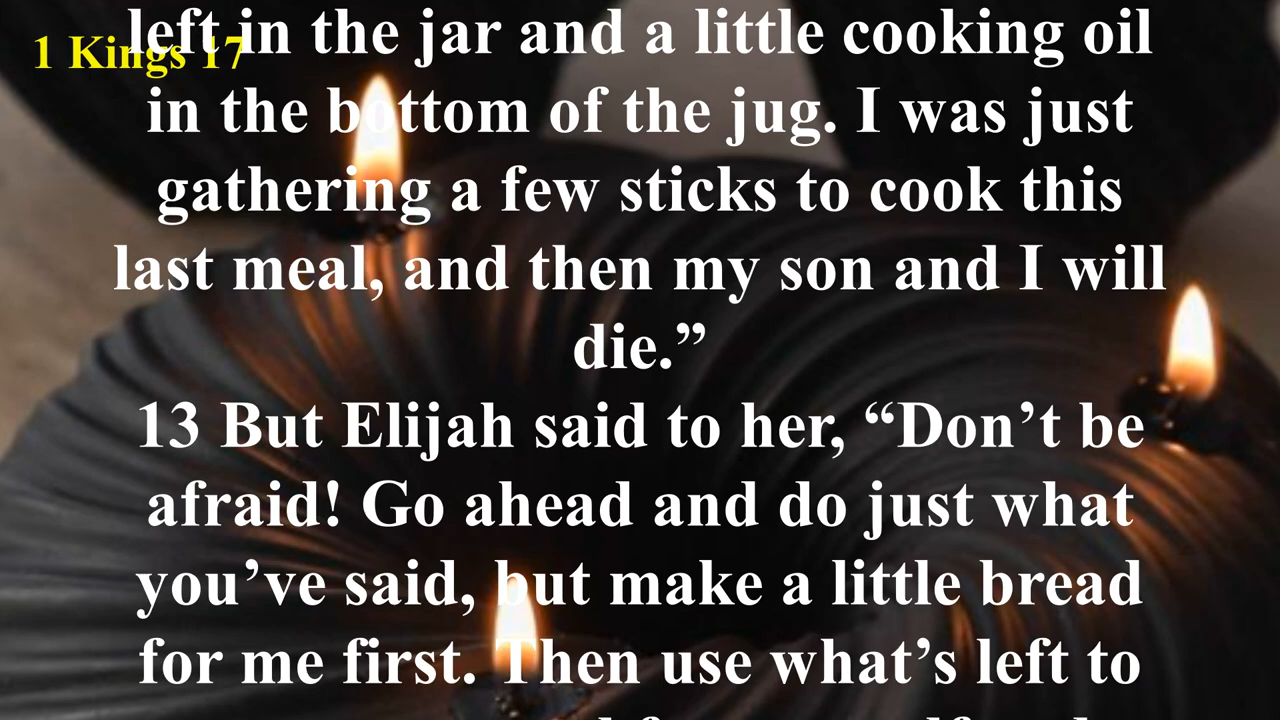 1 Kings 17
left in the jar and a little cooking oil
in the bottom of the jug. I was just
gathering a few sticks to cook this
last meal, and then my son and I will
die.”
13 But Elijah said to her, “Don’t be
afraid! Go ahead and do just what
you’ve said, but make a little bread
for me first. Then use what’s left to